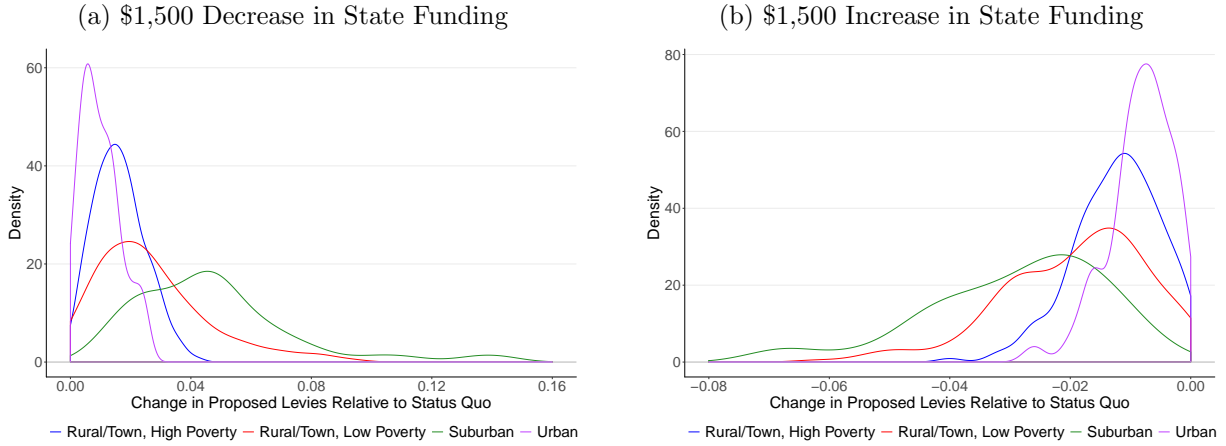 (a) $1,500 Decrease in State Funding
60
40
20
0
Density
0.00 0.04 0.08 0.12 0.16
Change in Proposed Levies Relative to Status Quo
Rural/Town, High Poverty Rural/Town, Low Poverty Suburban Urban
(b) $1,500 Increase in State Funding
80
60
40
20
0
Density
−0.08 −0.06 −0.04 −0.02 0.00
Change in Proposed Levies Relative to Status Quo
Rural/Town, High Poverty Rural/Town, Low Poverty Suburban Urban